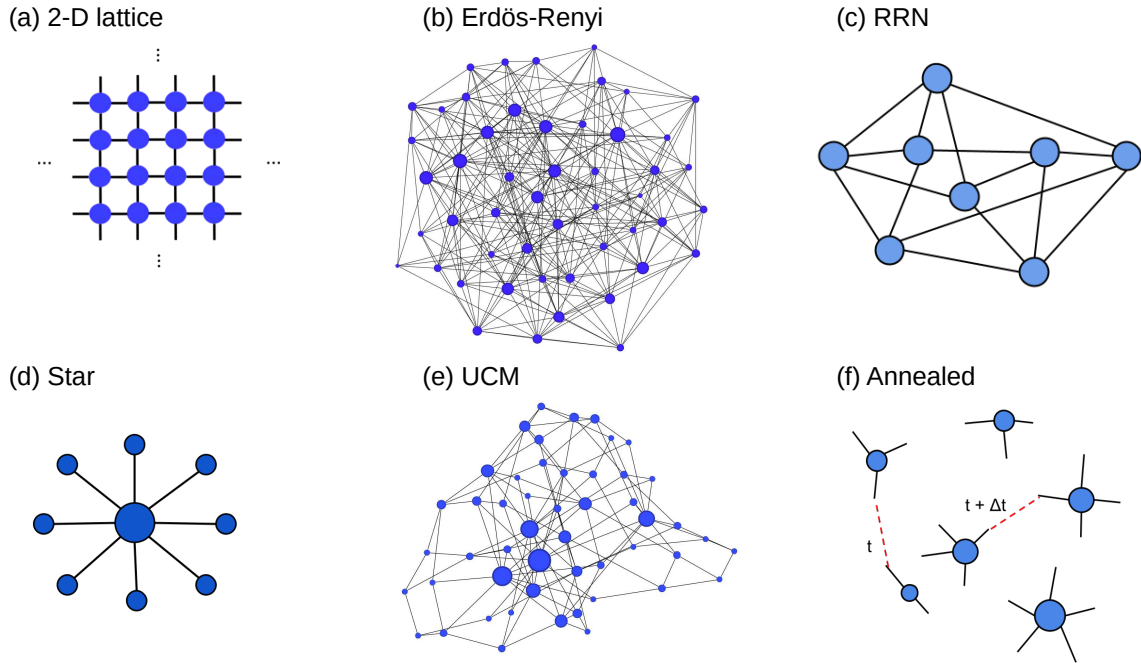 (a) 2-D lattice
(b) Erdös-Renyi
(c) RRN
...
...
...
...
(d) Star
(e) UCM
(f) Annealed
t + Δt
t